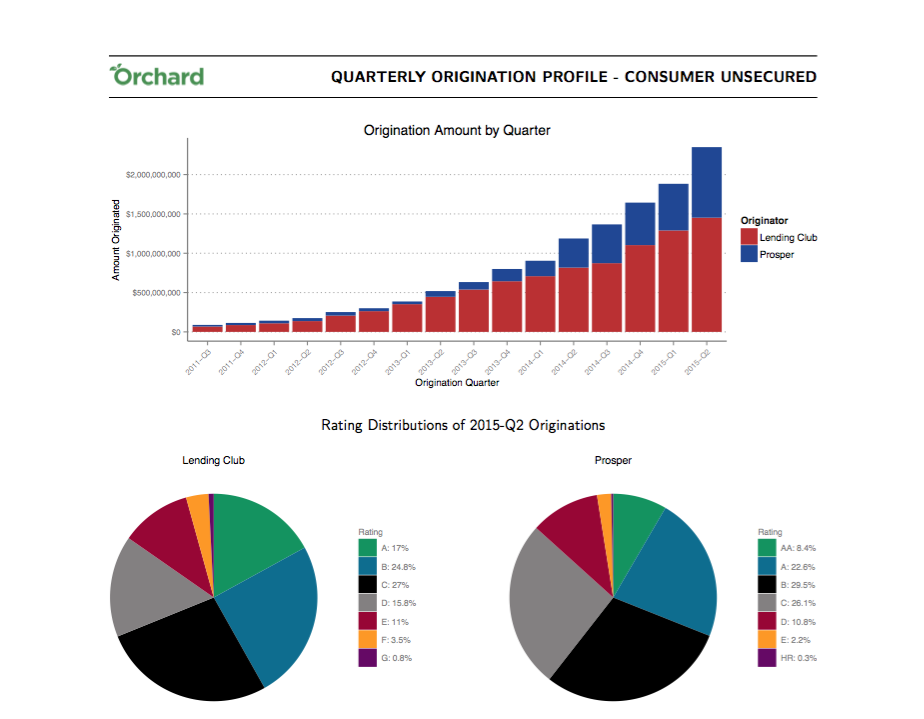 Orchard
QUARTERLY ORIGINATION PROFILE - CONSUMER UNSECURED
Origination Amount by Quarter
Amount Originated
$2,000,000,000
$1,500,000,000
$1,000,000,000
$500,000,000
$0
2011-Q3
2011-Q4
2012-Q1
2012-Q2
2012-Q3
2012-Q4
2013-Q1
2013-Q2
2013-Q3
2013-Q4
2014-Q1
2014-Q2
2014-Q3
2014-Q4
2015-Q1
2015-Q2
Origination Quarter
Originator
Lending Club
Prosper
Rating Distributions of 2015-Q2 Originations
Lending Club
Rating
A: 17%
B: 24.8%
C: 27%
D: 15.8%
E: 11%
F: 3.5%
G: 0.8%
Prosper
Rating
AA: 8.4%
A: 22.6%
B: 29.5%
C: 26.1%
D: 10.8%
E: 2.2%
HR: 0.3%